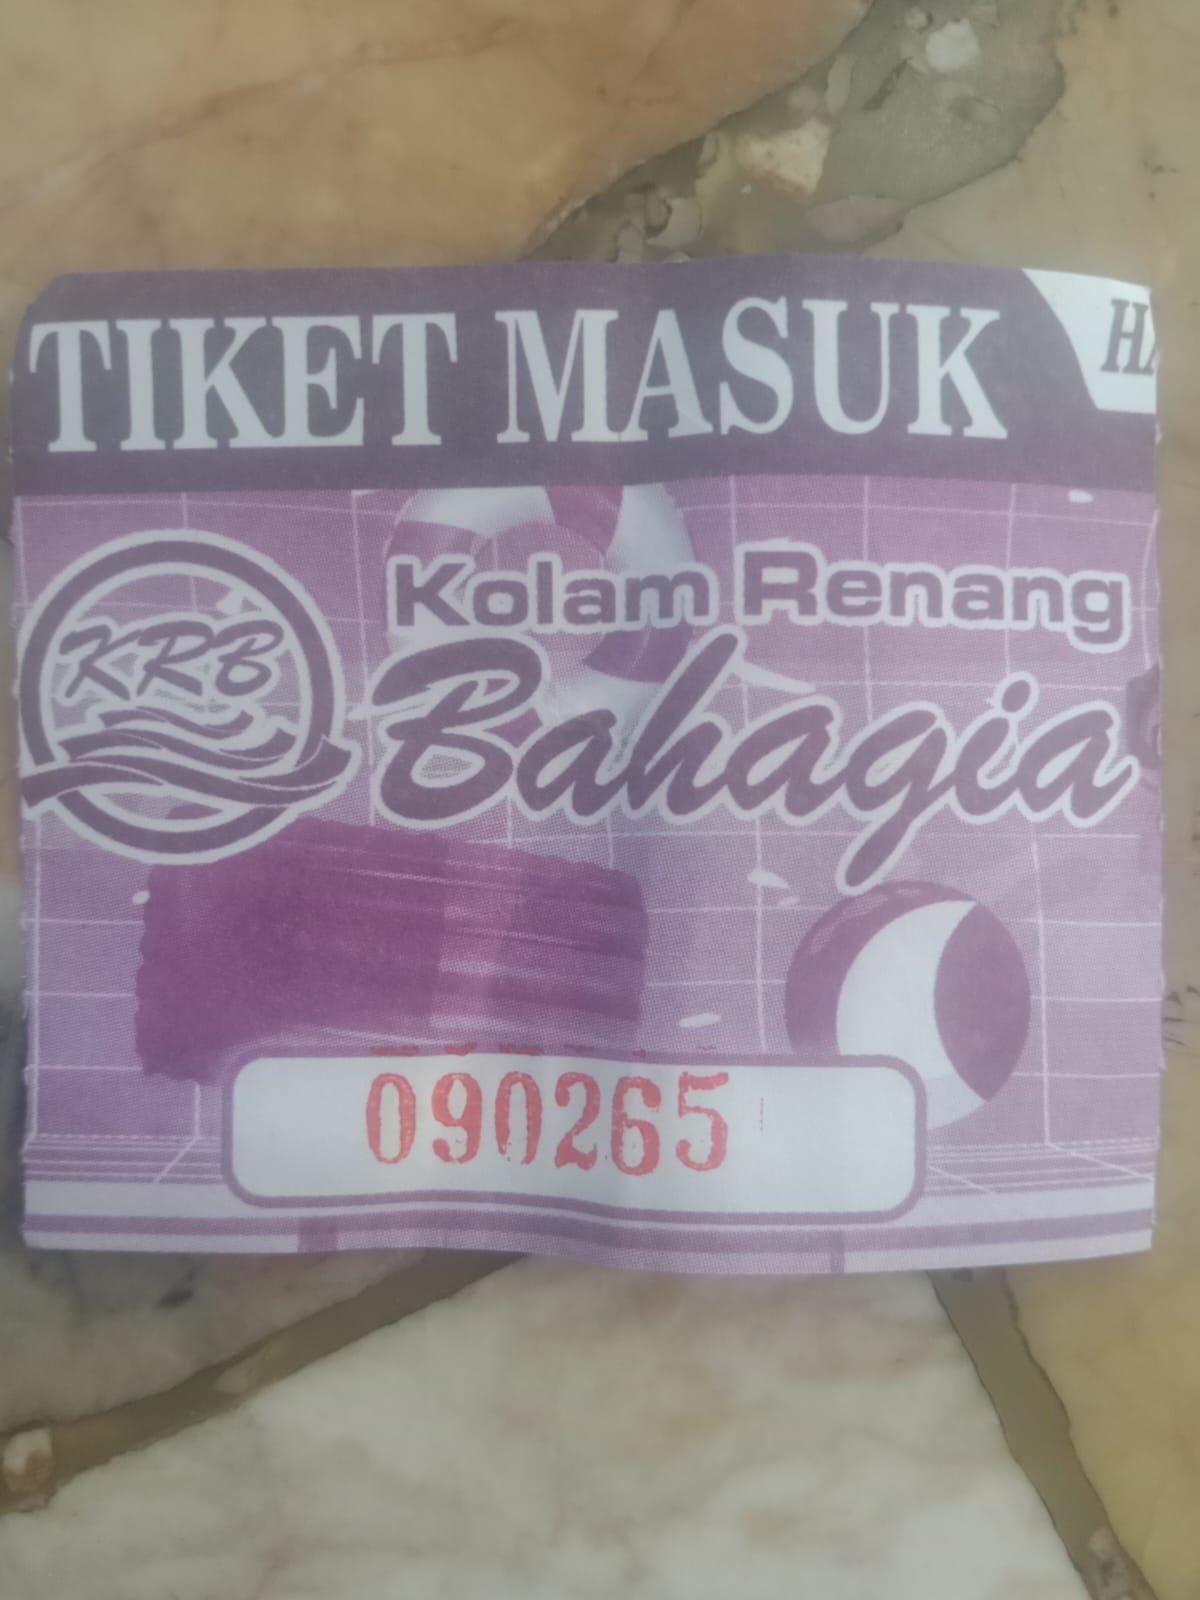 TIKET MASUK
KRB
Kolam Renang
Bahagia
090265